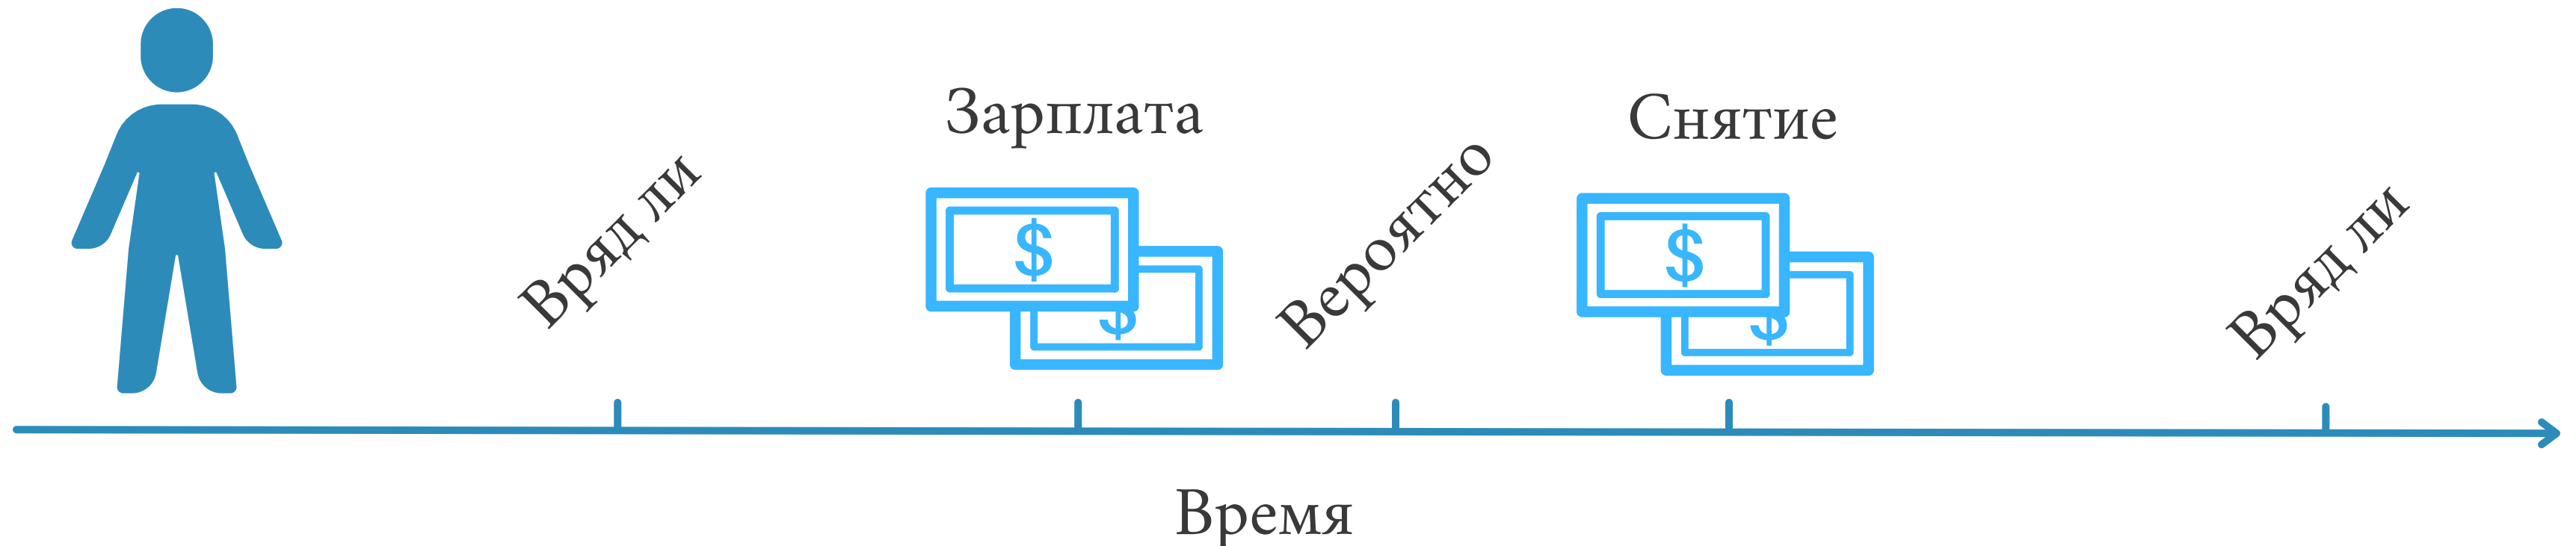 Вряд ли
Зарплата
Вероятно
Снятие
Вряд ли
$
$
$
$
Время